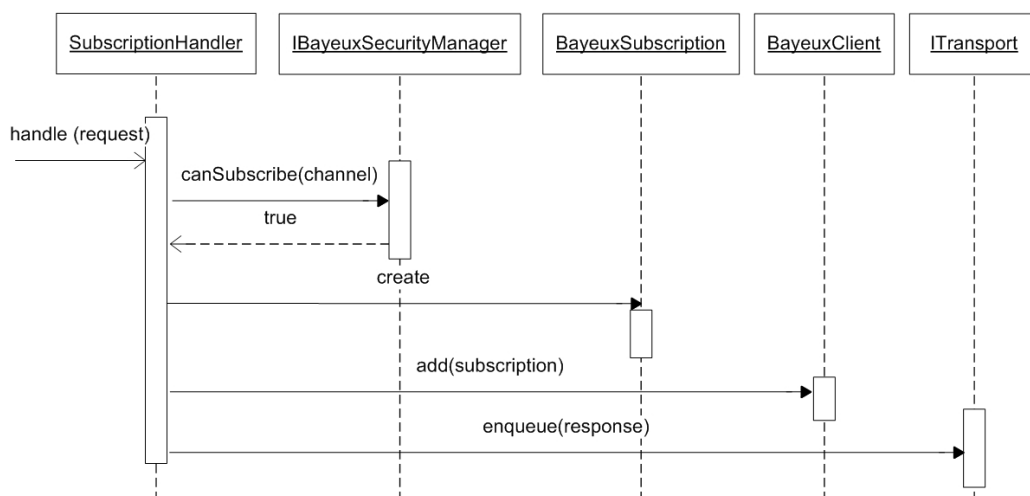 SubscriptionHandler
IBayeuxSecurityManager
BayeuxSubscription
BayeuxClient
ITransport
handle (request)
canSubscribe(channel)
true
create
add(subscription)
enqueue(response)